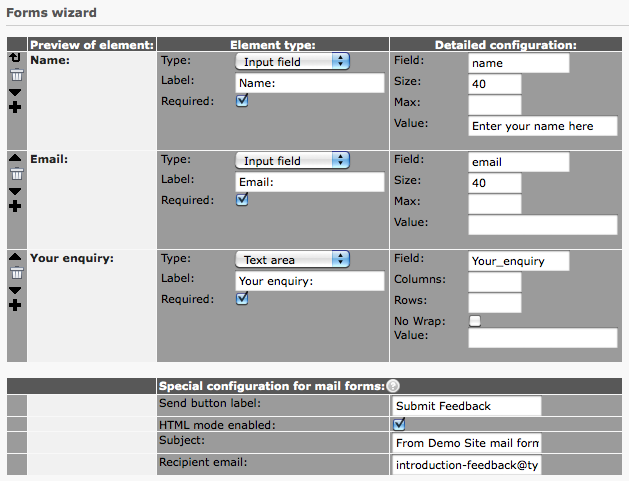 Forms wizard
Preview of element: Element type: Detailed configuration:
Name: Type: Input field Field: name
Label: Name: Size: 40
Required: Max:
Value: Enter your name here
Email: Type: Input field Field: email
Label: Email: Size: 40
Required: Max:
Value:
Your enquiry: Type: Text area Field: Your_enquiry
Label: Your enquiry: Columns:
Required: Rows:
No Wrap:
Value:
Special configuration for mail forms: ?
Send button label: Submit Feedback
HTML mode enabled:
Subject: From Demo Site mail form
Recipient email: introduction-feedback@ty